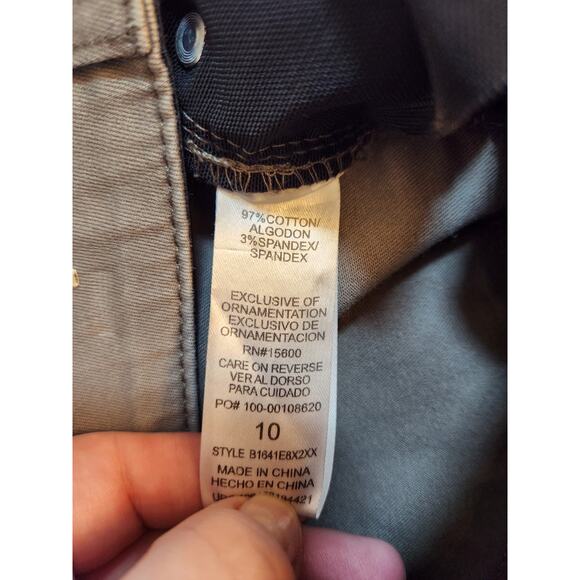 97%COTTON/
ALGODON
3%SPANDEX/
SPANDEX
EXCLUSIVE OF
ORNAMENTATION
EXCLUSIVO DE
ORNAMENTACION
RN#15600
CARE ON REVERSE
VER AL DORSO
PARA CUIDADO
PO# 100-00108620
10
STYLE B1641E8X2XX
MADE IN CHINA
HECHO EN CHINA